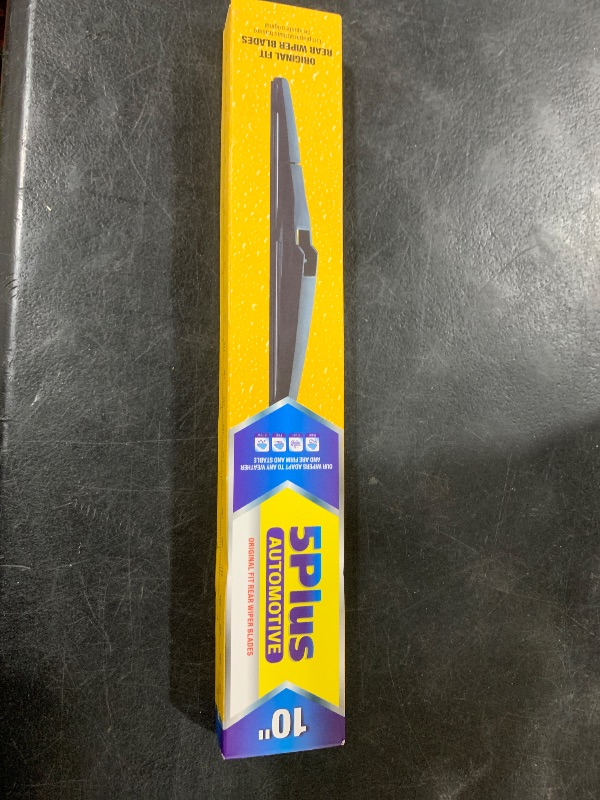 ORIGINAL FIT
REAR WIPER BLADES
OUR WIPERS ADAPT TO ANY WEATHER
AND ARE FIRM AND STABLE
5Plus
AUTOMOTIVE
ORIGINAL FIT REAR WIPER BLADES
10"